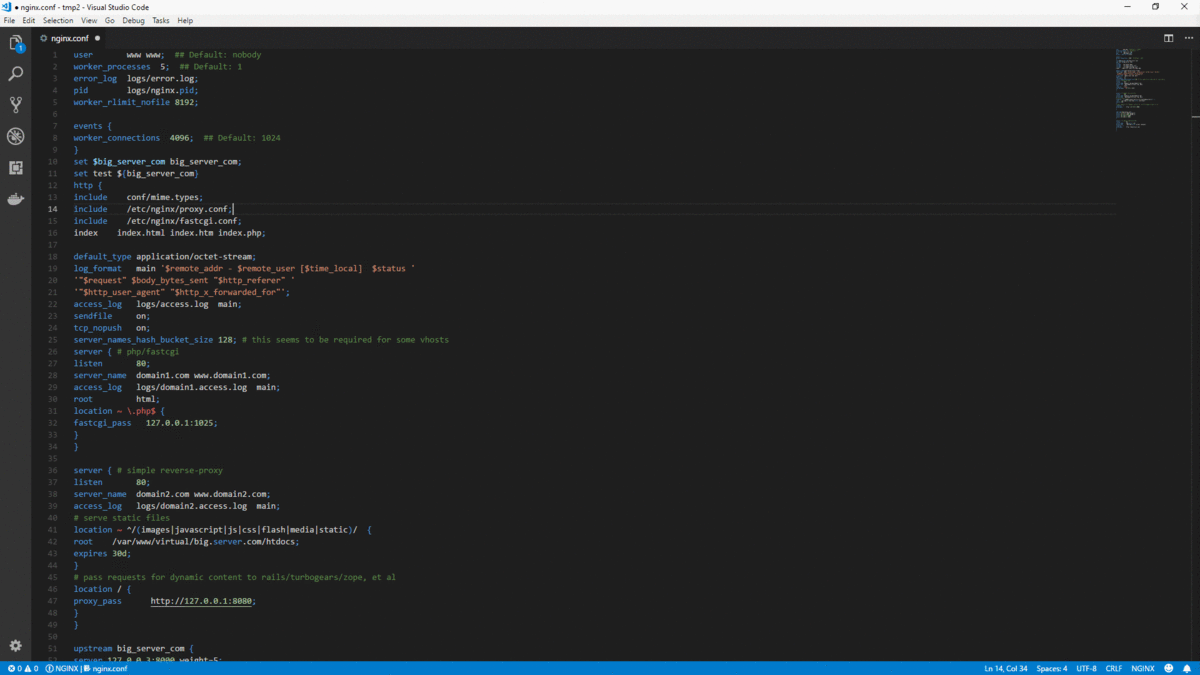 ● nginx.conf - tmp2 - Visual Studio Code
File Edit Selection View Go Debug Tasks Help
nginx.conf ●
1 user www www; ## Default: nobody
2 worker_processes 5; ## Default: 1
3 error_log logs/error.log;
4 pid logs/nginx.pid;
5 worker_rlimit_nofile 8192;
6
7 events {
8 worker_connections 4096; ## Default: 1024
9 }
10 set $big_server_com big_server_com;
11 set test ${big_server_com}
12 http {
13 include conf/mime.types;
14 include /etc/nginx/proxy.conf;
15 include /etc/nginx/fastcgi.conf;
16 index index.html index.htm index.php;
17
18 default_type application/octet-stream;
19 log_format main '$remote_addr - $remote_user [$time_local] $status '
20 '"$request" $body_bytes_sent "$http_referer" '
21 '"$http_user_agent" "$http_x_forwarded_for"';
22 access_log logs/access.log main;
23 sendfile on;
24 tcp_nopush on;
25 server_names_hash_bucket_size 128; # this seems to be required for some vhosts
26 server { # php/fastcgi
27 listen 80;
28 server_name domain1.com www.domain1.com;
29 access_log logs/domain1.access.log main;
30 root html;
31 location ~ \.php$ {
32 fastcgi_pass 127.0.0.1:1025;
33 }
34 }
35
36 server { # simple reverse-proxy
37 listen 80;
38 server_name domain2.com www.domain2.com;
39 access_log logs/domain2.access.log main;
40 # serve static files
41 location ~ ^/(images|javascript|js|css|flash|media|static)/ {
42 root /var/www/virtual/big.server.com/htdocs;
43 expires 30d;
44 }
45 # pass requests for dynamic content to rails/turbogears/zope, et al
46 location / {
47 proxy_pass http://127.0.0.1:8080;
48 }
49 }
50
51 upstream big_server_com {
52 server 127.0.0.3:8000 weight=5;
1
0 0 NGINX | nginx.conf Ln 14, Col 34 Spaces: 4 UTF-8 CRLF NGINX